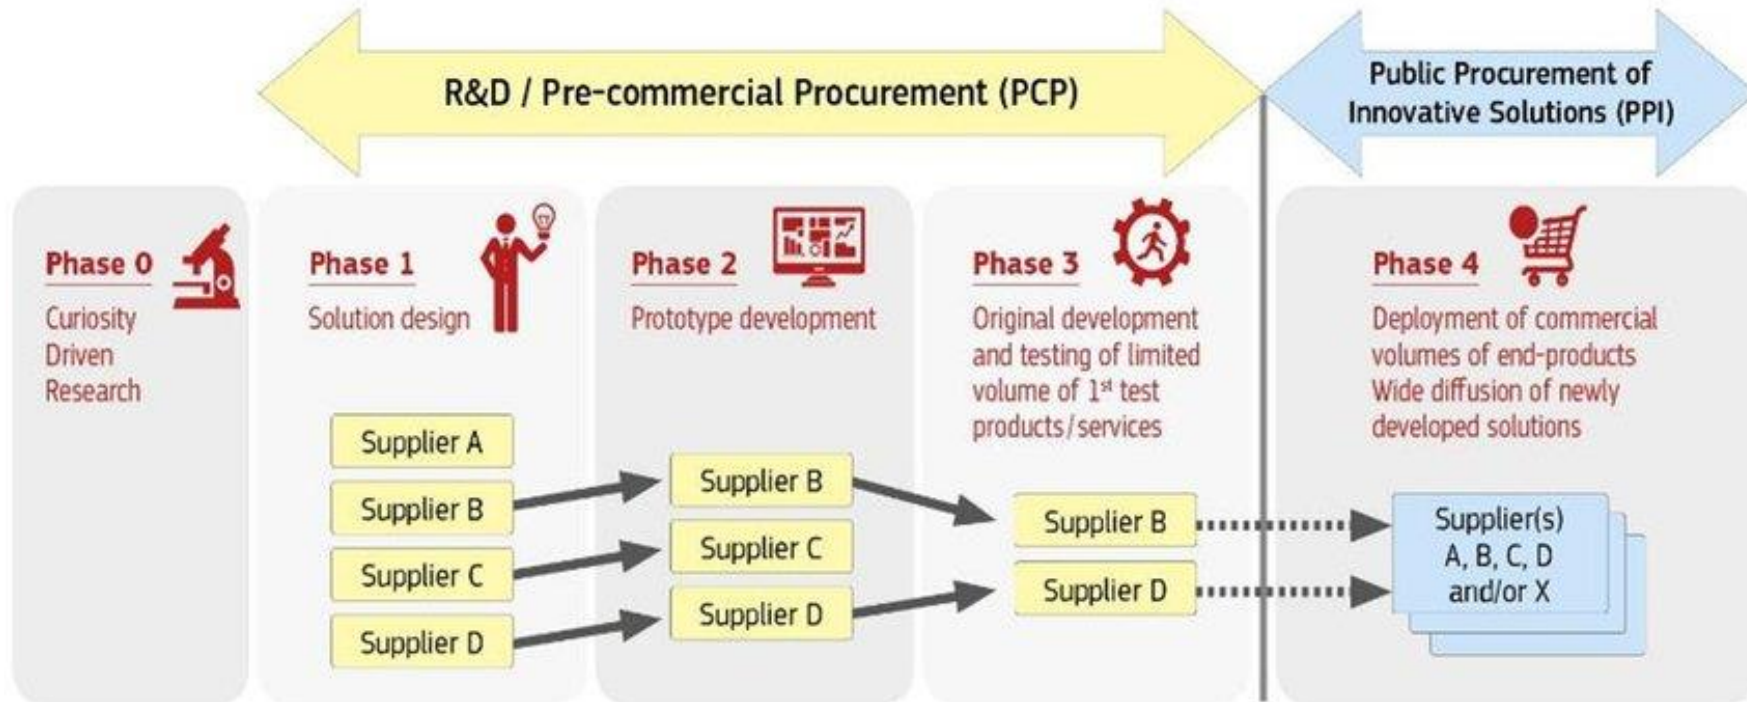 R&D / Pre-commercial Procurement (PCP)
Public Procurement of
Innovative Solutions (PPI)
Phase 0
Curiosity
Driven
Research
Phase 1
Solution design
Supplier A
Supplier B
Supplier C
Supplier D
Phase 2
Prototype development
Supplier B
Supplier C
Supplier D
Phase 3
Original development
and testing of limited
volume of 1st test
products/services
Supplier B
Supplier D
Phase 4
Deployment of commercial
volumes of end-products
Wide diffusion of newly
developed solutions
Supplier(s)
A, B, C, D
and/or X